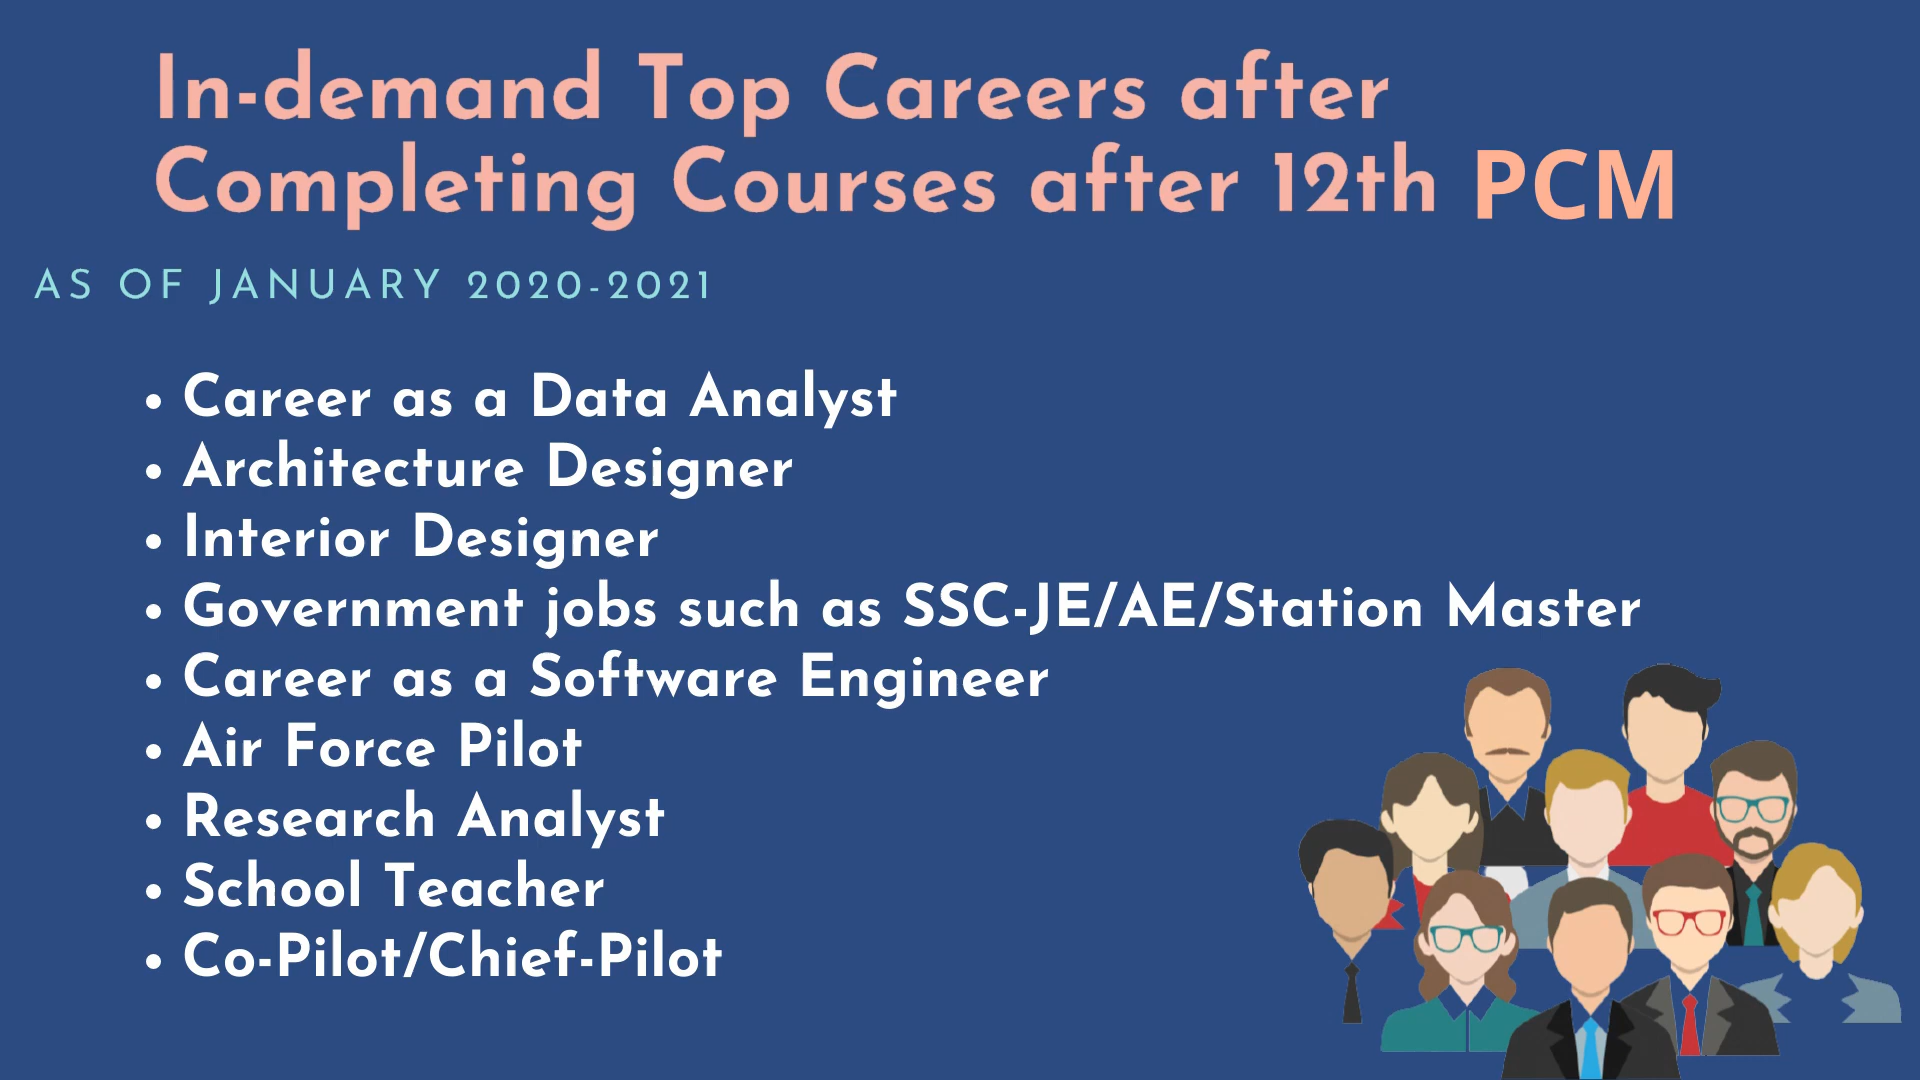 In-demand Top Careers after
Completing Courses after 12th PCM
AS OF JANUARY 2020-2021
• Career as a Data Analyst
• Architecture Designer
• Interior Designer
• Government jobs such as SSC-JE/AE/Station Master
• Career as a Software Engineer
• Air Force Pilot
• Research Analyst
• School Teacher
• Co-Pilot/Chief-Pilot